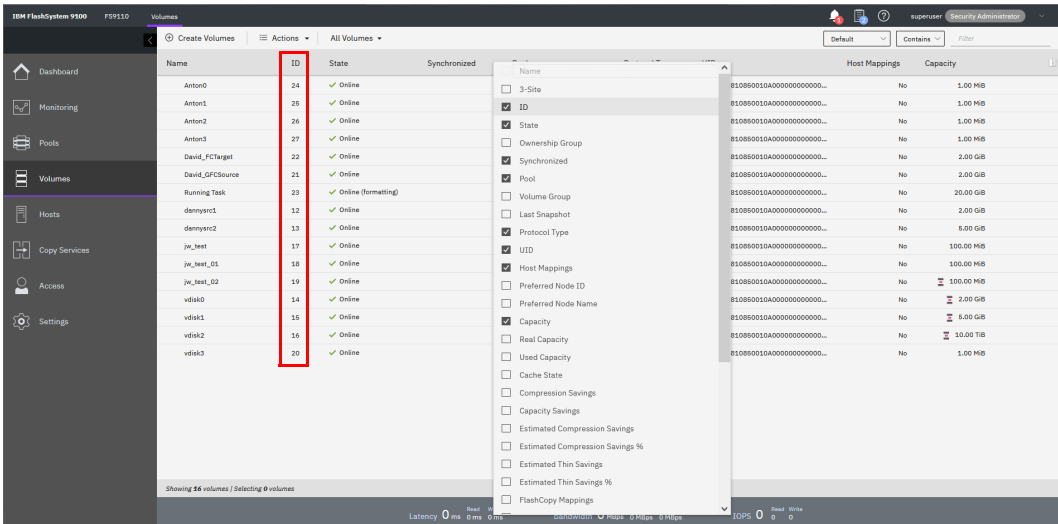 IBM FlashSystem 9100 FS9110 Volumes superuser Security Administrator
Create Volumes Actions All Volumes Default Contains Filter
Name ID State Synchronized UID Host Mappings Capacity
Dashboard
Monitoring
Pools
Volumes
Hosts
Copy Services
Access
Settings
Anton0 24 Online 810850010A000000000000... No 1.00 MiB
Anton1 25 Online 810850010A000000000000... No 1.00 MiB
Anton2 26 Online 810850010A000000000000... No 1.00 MiB
Anton3 27 Online 810850010A000000000000... No 1.00 MiB
David_FCTarget 22 Online 810850010A000000000000... No 2.00 GiB
David_GFCSource 21 Online 810850010A000000000000... No 2.00 GiB
Running Task 23 Online (formatting) 810850010A000000000000... No 20.00 GiB
dannysrc1 12 Online 810850010A000000000000... No 2.00 GiB
dannysrc2 13 Online 810850010A000000000000... No 5.00 GiB
jw_test 17 Online 810850010A000000000000... No 100.00 MiB
jw_test_01 18 Online 810850010A000000000000... No 100.00 MiB
jw_test_02 19 Online 810850010A000000000000... No 100.00 MiB
vdisk0 14 Online 810850010A000000000000... No 2.00 GiB
vdisk1 15 Online 810850010A000000000000... No 5.00 GiB
vdisk2 16 Online 810850010A000000000000... No 10.00 TiB
vdisk3 20 Online 810850010A000000000000... No 1.00 MiB
Name
3-Site
ID
State
Ownership Group
Synchronized
Pool
Volume Group
Last Snapshot
Protocol Type
UID
Host Mappings
Preferred Node ID
Preferred Node Name
Capacity
Real Capacity
Used Capacity
Cache State
Compression Savings
Capacity Savings
Estimated Compression Savings
Estimated Compression Savings %
Estimated Thin Savings
Estimated Thin Savings %
FlashCopy Mappings
Showing 16 volumes | Selecting 0 volumes
Latency 0 ms Read 0 ms 0 ms Bandwidth 0 MBps 0 MBps 0 MBps IOPS 0 Read 0 Write 0